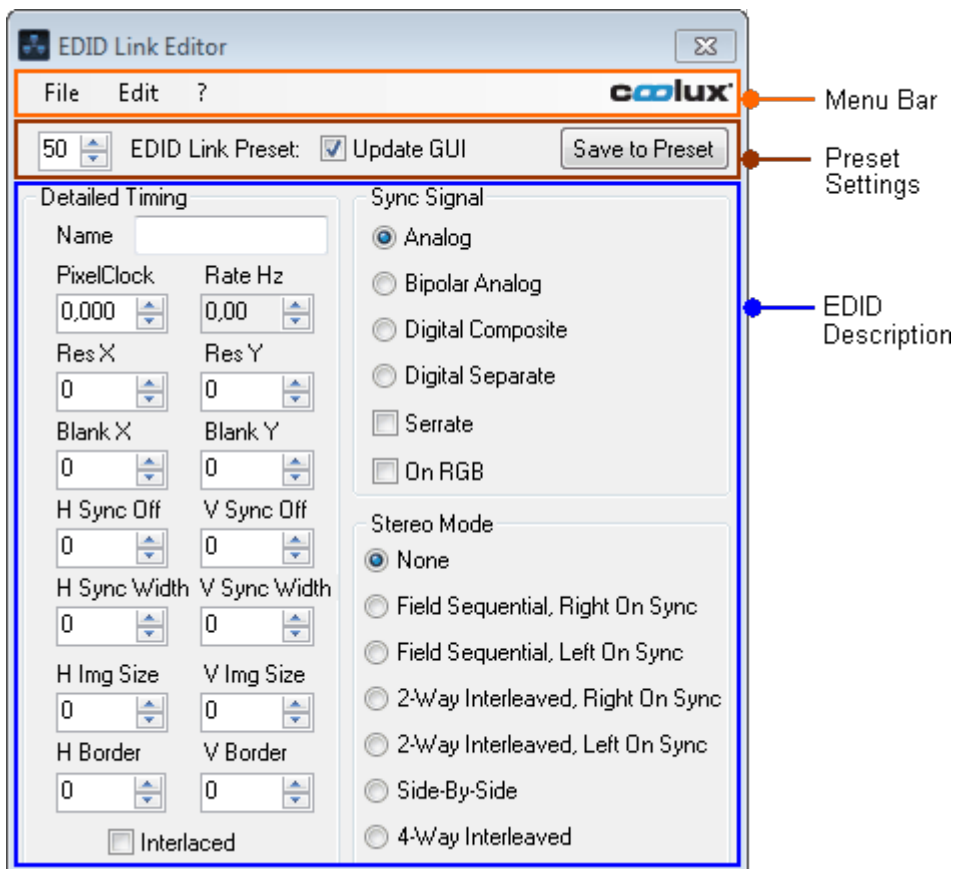 EDID Link Editor
File Edit ? coolux
Menu Bar
50 EDID Link Preset: Update GUI Save to Preset
Preset
Settings
Detailed Timing
Name
PixelClock Rate Hz
0,000 0,00
Res X Res Y
0 0
Blank X Blank Y
0 0
H Sync Off V Sync Off
0 0
H Sync Width V Sync Width
0 0
H Img Size V Img Size
0 0
H Border V Border
0 0
Interlaced
Sync Signal
Analog
Bipolar Analog
Digital Composite
Digital Separate
Serrate
On RGB
Stereo Mode
None
Field Sequential, Right On Sync
Field Sequential, Left On Sync
2-Way Interleaved, Right On Sync
2-Way Interleaved, Left On Sync
Side-By-Side
4-Way Interleaved
EDID
Description